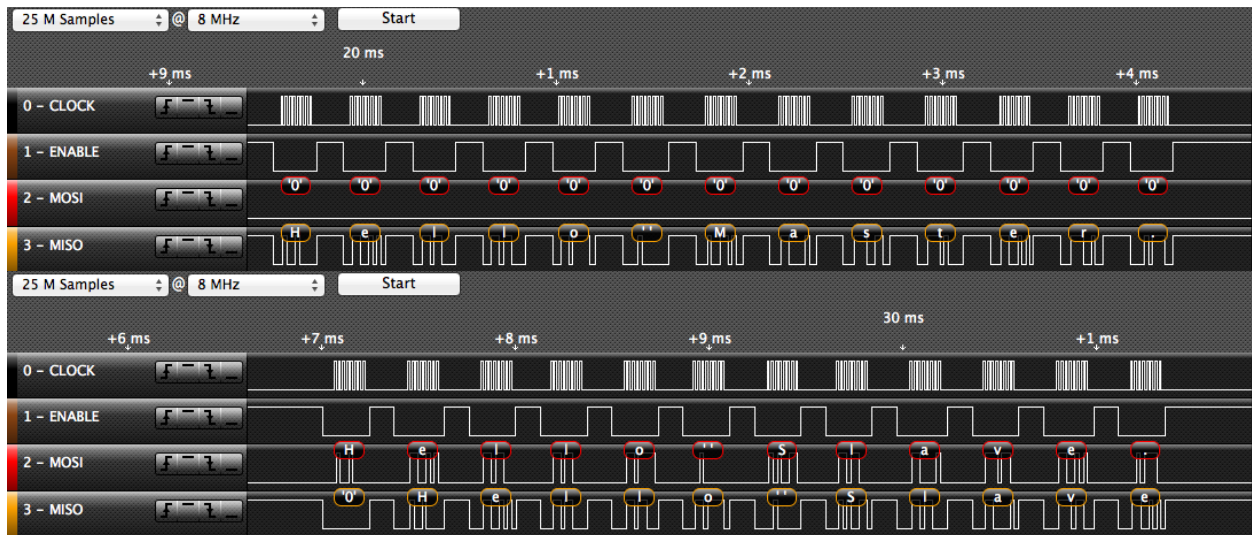 25 M Samples @ 8 MHz Start
20 ms
+9 ms +1 ms +2 ms +3 ms +4 ms
0 – CLOCK
1 – ENABLE
'0' '0' '0' '0' '0' '0' '0' '0' '0' '0' '0' '0' '0'
2 – MOSI
H e l l o ' ' M a s t e r .
3 – MISO
25 M Samples @ 8 MHz Start
30 ms
+6 ms +7 ms +8 ms +9 ms +1 ms
0 – CLOCK
1 – ENABLE
H e l l o ' ' S l a v e .
2 – MOSI
'0' H e l l o ' ' S l a v e
3 – MISO